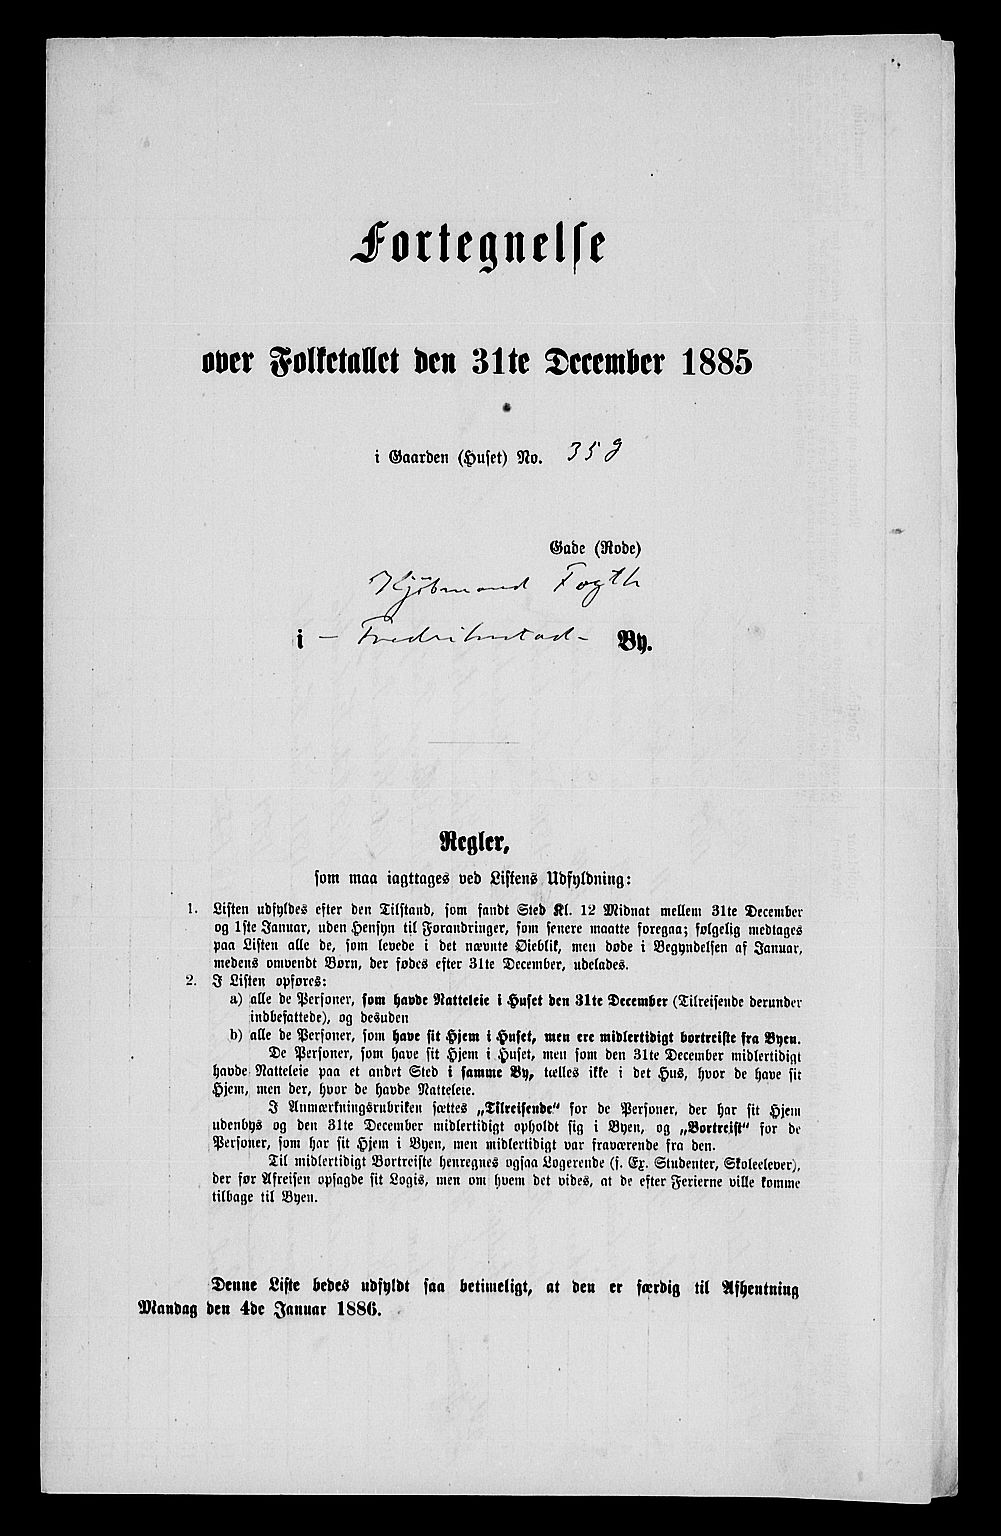 Fortegnelse
over Folketallet den 31te December 1885
i Gaarden (Huset) No. 35g
Gade (Rode)
Kjöbmand Fogth
i – Fredrikstad – By.
Regler,
som maa iagttages ved Listens Udfyldning:
1. Listen udfyldes efter den Tilstand, som fandt Sted Kl. 12 Midnat mellem 31te December
og 1ste Januar, uden Hensyn til Forandringer, som senere maatte foregaa; følgelig medtages
paa Listen alle de, som levede i det nævnte Øieblik, men døde i Begyndelsen af Januar,
medens omvendt Børn, der fødes efter 31te December, udelades.
2. I Listen opføres:
a) alle de Personer, som havde Natteleie i Huset den 31te December (Tilreisende derunder
indbefattede), og desuden
b) alle de Personer, som have sit Hjem i Huset, men ere midlertidigt bortreiste fra Byen.
De Personer, som have sit Hjem i Huset, men som den 31te December midlertidigt
havde Natteleie paa et andet Sted i samme By, tælles ikke i det Hus, hvor de have sit
Hjem, men der, hvor de havde Natteleie.
I Anmærkningsrubriken sættes „Tilreisende“ for de Personer, der har sit Hjem
udenbys og den 31te December midlertidigt opholdt sig i Byen, og „Bortreist“ for de
Personer, som har sit Hjem i Byen, men midlertidigt var fraværende fra den.
Til midlertidigt Bortreiste henregnes ogsaa Logerende (f. Ex. Studenter, Skoleelever),
der før Afreisen opsagde sit Logis, men om hvem det vides, at de efter Ferierne ville komme
tilbage til Byen.
Denne Liste bedes udfyldt saa betimeligt, at den er færdig til Afhentning
Mandag den 4de Januar 1886.